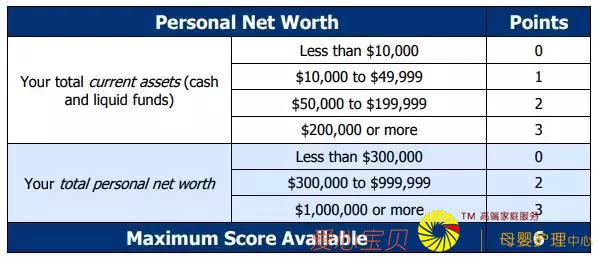 Personal Net Worth Points
Your total current assets (cash
and liquid funds)
Less than $10,000 0
$10,000 to $49,999 1
$50,000 to $199,999 2
$200,000 or more 3
Your total personal net worth
Less than $300,000 0
$300,000 to $999,999 2
$1,000,000 or more 3
Maximum Score Available 6
爱心宝贝
TM 高端家庭服务
母婴护理中心